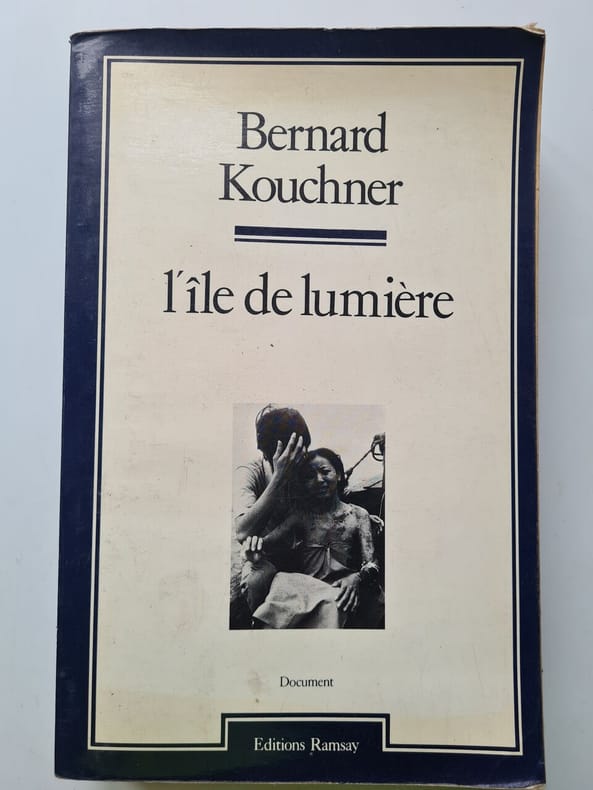 Bernard
Kouchner
l'île de lumière
Document
Editions Ramsay